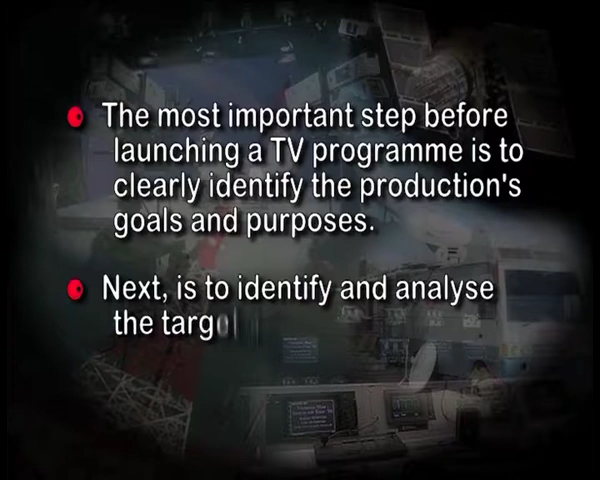 The most important step before
launching a TV programme is to
clearly identify the production's
goals and purposes.
Next, is to identify and analyse
the targ